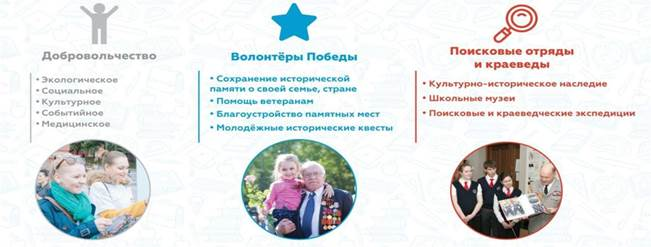 Добровольчество
• Экологическое
• Социальное
• Культурное
• Событийное
• Медицинское
Волонтёры Победы
• Сохранение исторической
памяти о своей семье, стране
• Помощь ветеранам
• Благоустройство памятных мест
• Молодёжные исторические квесты
Поисковые отряды
и краеведы
• Культурно-историческое наследие
• Школьные музеи
• Поисковые и краеведческие экспедиции